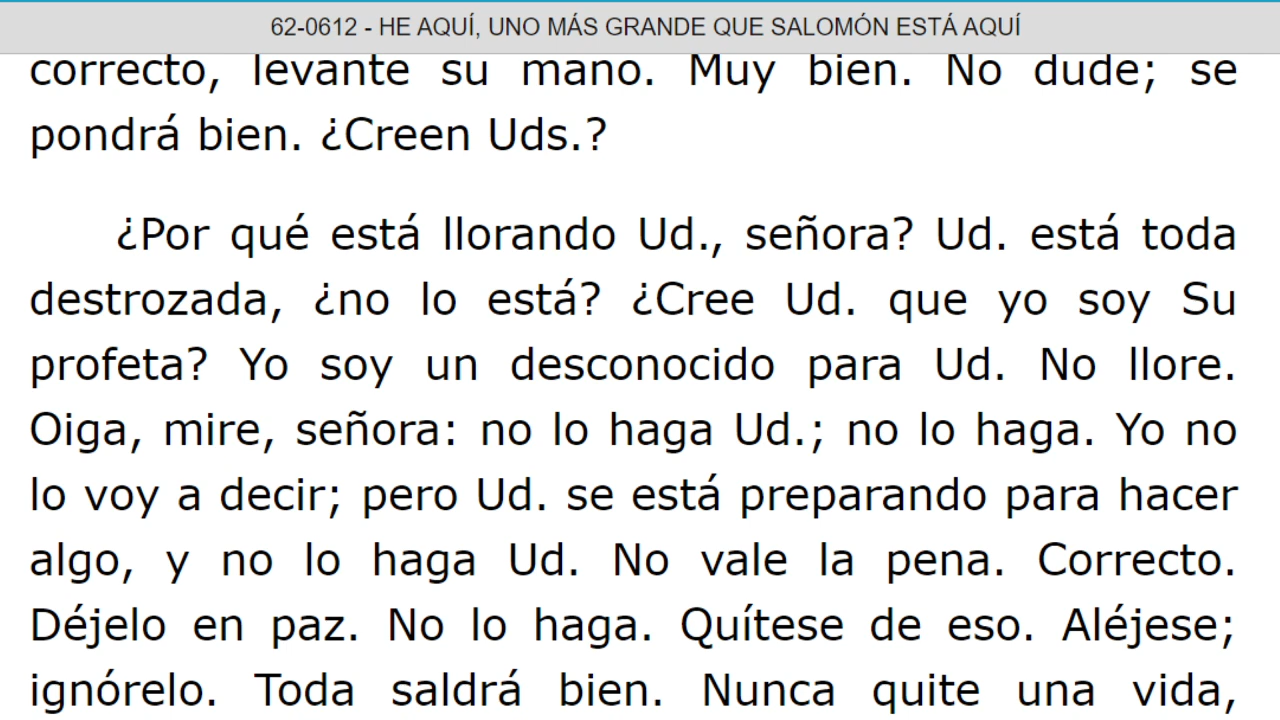 62-0612 - HE AQUÍ, UNO MÁS GRANDE QUE SALOMÓN ESTÁ AQUÍ
correcto, levante su mano. Muy bien. No dude; se
pondrá bien. ¿Creen Uds.?
¿Por qué está llorando Ud., señora? Ud. está toda
destrozada, ¿no lo está? ¿Cree Ud. que yo soy Su
profeta? Yo soy un desconocido para Ud. No llore.
Oiga, mire, señora: no lo haga Ud.; no lo haga. Yo no
lo voy a decir; pero Ud. se está preparando para hacer
algo, y no lo haga Ud. No vale la pena. Correcto.
Déjelo en paz. No lo haga. Quítese de eso. Aléjese;
ignórelo. Toda saldrá bien. Nunca quite una vida,